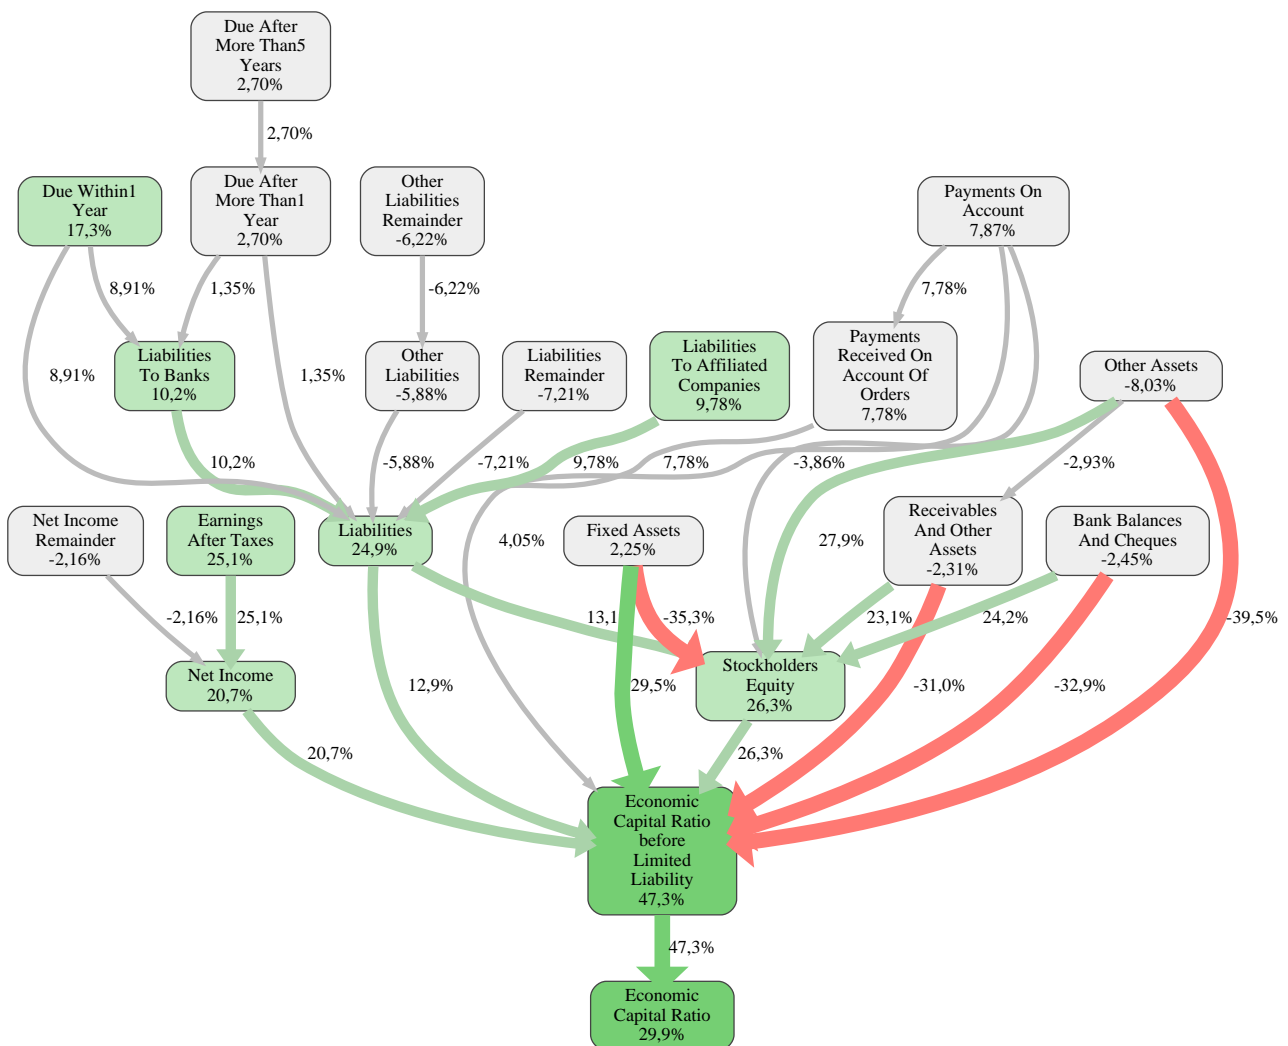 Due After
More Than5
Years
2,70%
2,70%
Due Within1
Year
17,3%
Due After
More Than1
Year
2,70%
Other
Liabilities
Remainder
-6,22%
Payments On
Account
7,87%
8,91%
1,35%
-6,22%
7,78%
Liabilities
To Banks
10,2%
Other
Liabilities
-5,88%
Liabilities
Remainder
-7,21%
Liabilities
To Affiliated
Companies
9,78%
Payments
Received On
Account Of
Orders
7,78%
Other Assets
-8,03%
8,91%
1,35%
10,2%
-5,88%
-7,21%
9,78%
7,78%
-3,86%
-2,93%
Net Income
Remainder
-2,16%
Earnings
After Taxes
25,1%
Liabilities
24,9%
4,05%
Fixed Assets
2,25%
27,9%
Receivables
And Other
Assets
-2,31%
Bank Balances
And Cheques
-2,45%
-2,16%
25,1%
13,1
-35,3%
23,1%
24,2%
-39,5%
Net Income
20,7%
12,9%
29,5%
Stockholders
Equity
26,3%
-31,0%
-32,9%
20,7%
26,3%
Economic
Capital Ratio
before
Limited
Liability
47,3%
47,3%
Economic
Capital Ratio
29,9%